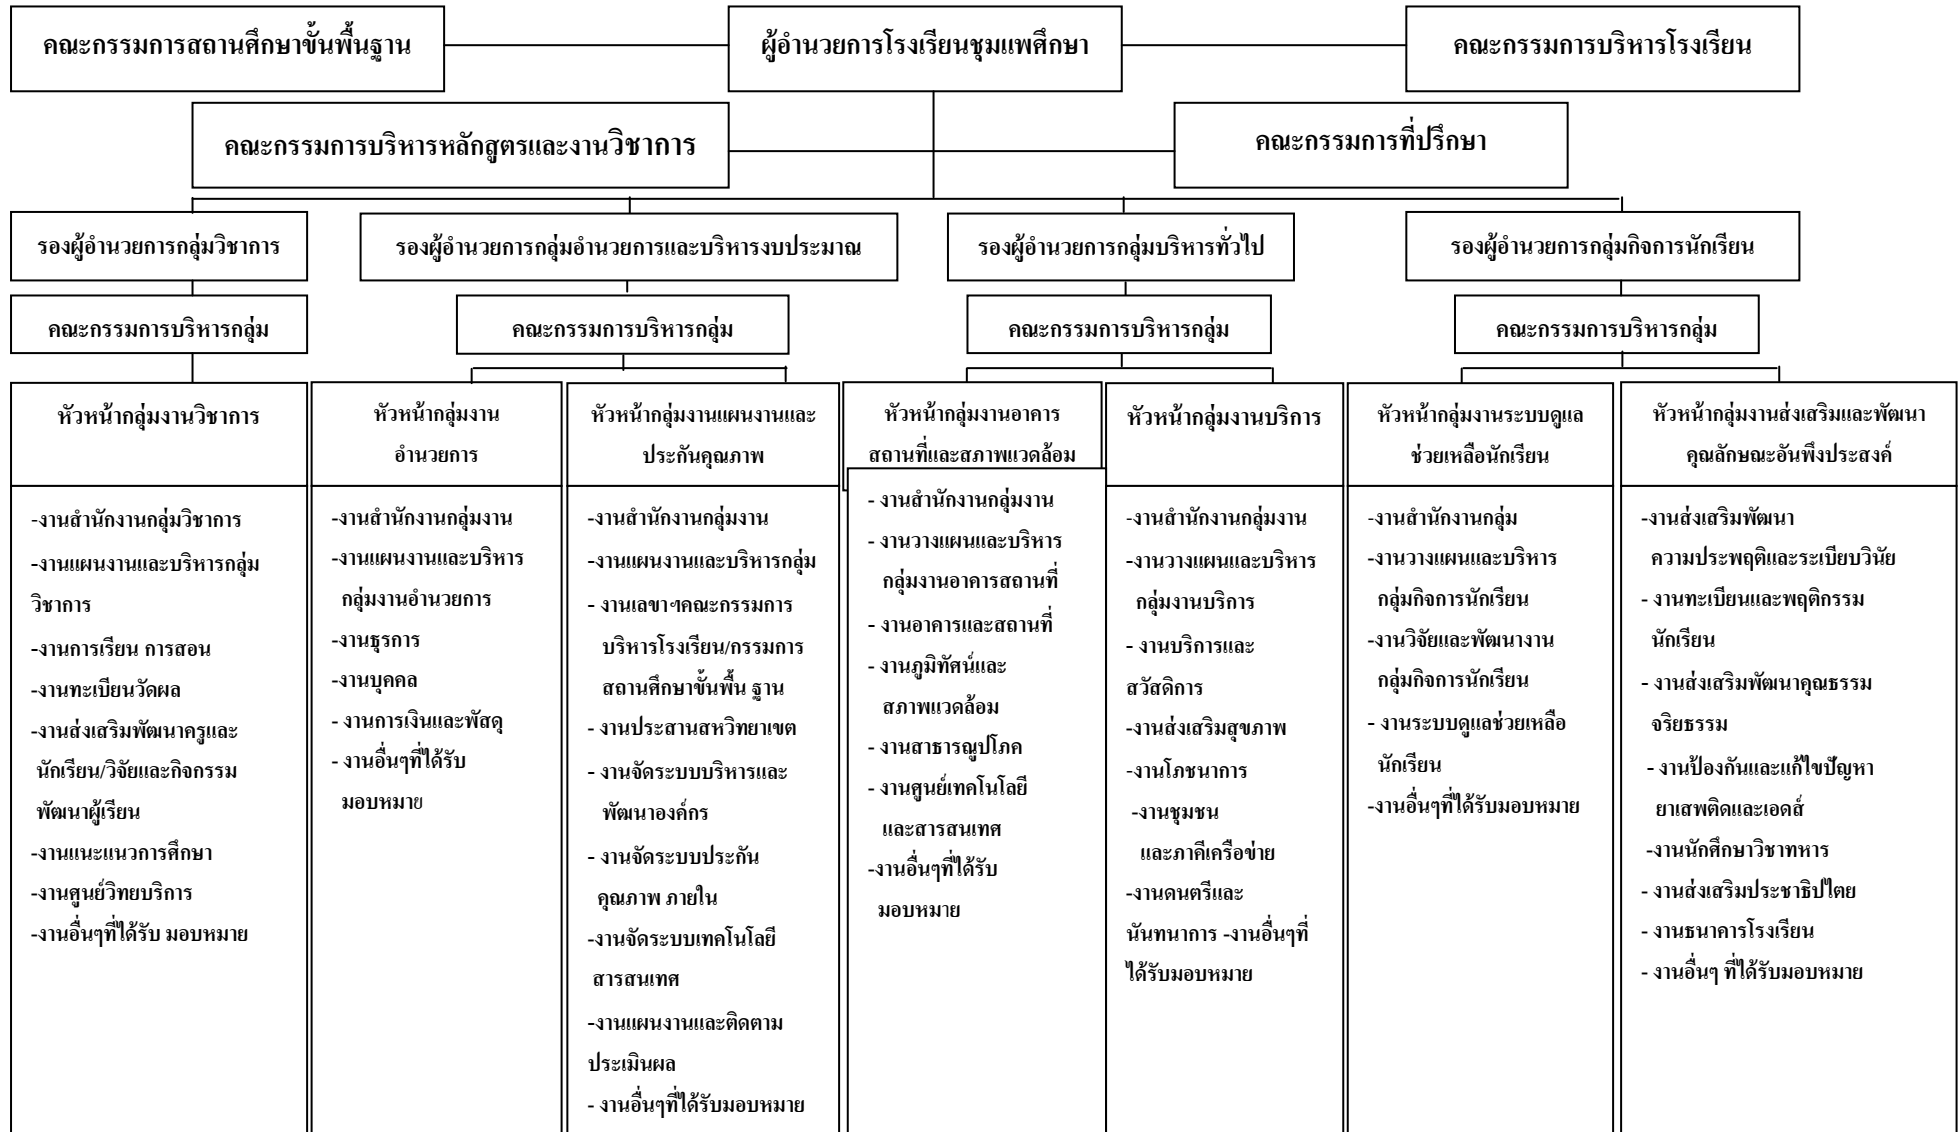 คณะกรรมการสถานศึกษาขั้นพื้นฐาน
ผู้อำนวยการโรงเรียนชุมแพศึกษา
คณะกรรมการบริหารโรงเรียน
คณะกรรมการบริหารหลักสูตรและงานวิชาการ
คณะกรรมการที่ปรึกษา
รองผู้อำนวยการกลุ่มวิชาการ
รองผู้อำนวยการกลุ่มอำนวยการและบริหารงบประมาณ
รองผู้อำนวยการกลุ่มบริหารทั่วไป
รองผู้อำนวยการกลุ่มกิจการนักเรียน
คณะกรรมการบริหารกลุ่ม
คณะกรรมการบริหารกลุ่ม
คณะกรรมการบริหารกลุ่ม
คณะกรรมการบริหารกลุ่ม
หัวหน้ากลุ่มงานวิชาการ
-งานสำนักงานกลุ่มวิชาการ
-งานแผนงานและบริหารกลุ่ม
วิชาการ
-งานการเรียน การสอน
-งานทะเบียนวัดผล
-งานส่งเสริมพัฒนาครูและ
นักเรียน/วิจัยและกิจกรรม
พัฒนาผู้เรียน
-งานแนะแนวการศึกษา
-งานศูนย์วิทยบริการ
-งานอื่นๆที่ได้รับ มอบหมาย
หัวหน้ากลุ่มงาน
อำนวยการ
-งานสำนักงานกลุ่มงาน
-งานแผนงานและบริหาร
กลุ่มงานอำนวยการ
-งานธุรการ
-งานบุคคล
- งานการเงินและพัสดุ
- งานอื่นๆที่ได้รับ
มอบหมาย
หัวหน้ากลุ่มงานแผนงานและ
ประกันคุณภาพ
-งานสำนักงานกลุ่มงาน
-งานแผนงานและบริหารกลุ่ม
- งานเลขาฯคณะกรรมการ
บริหารโรงเรียน/กรรมการ
สถานศึกษาขั้นพื้น ฐาน
- งานประสานสหวิทยาเขต
- งานจัดระบบบริหารและ
พัฒนาองค์กร
- งานจัดระบบประกัน
คุณภาพ ภายใน
-งานจัดระบบเทคโนโลยี
สารสนเทศ
-งานแผนงานและติดตาม
ประเมินผล
- งานอื่นๆที่ได้รับมอบหมาย
หัวหน้ากลุ่มงานอาคาร
สถานที่และสภาพแวดล้อม
- งานสำนักงานกลุ่มงาน
- งานวางแผนและบริหาร
กลุ่มงานอาคารสถานที่
- งานอาคารและสถานที่
- งานภูมิทัศน์และ
สภาพแวดล้อม
- งานสาธารณูปโภค
- งานศูนย์เทคโนโลยี
และสารสนเทศ
-งานอื่นๆที่ได้รับ
มอบหมาย
หัวหน้ากลุ่มงานบริการ
-งานสำนักงานกลุ่มงาน
-งานวางแผนและบริหาร
กลุ่มงานบริการ
- งานบริการและ
สวัสดิการ
-งานส่งเสริมสุขภาพ
-งานโภชนาการ
-งานชุมชน
และภาคีเครือข่าย
-งานดนตรีและ
นันทนาการ -งานอื่นๆที่
ได้รับมอบหมาย
หัวหน้ากลุ่มงานระบบดูแล
ช่วยเหลือนักเรียน
-งานสำนักงานกลุ่ม
-งานวางแผนและบริหาร
กลุ่มกิจการนักเรียน
-งานวิจัยและพัฒนางาน
กลุ่มกิจการนักเรียน
- งานระบบดูแลช่วยเหลือ
นักเรียน
-งานอื่นๆที่ได้รับมอบหมาย
หัวหน้ากลุ่มงานส่งเสริมและพัฒนา
คุณลักษณะอันพึงประสงค์
-งานส่งเสริมพัฒนา
ความประพฤติและระเบียบวินัย
- งานทะเบียนและพฤติกรรม
นักเรียน
- งานส่งเสริมพัฒนาคุณธรรม
จริยธรรม
- งานป้องกันและแก้ไขปัญหา
ยาเสพติดและเอดส์
-งานนักศึกษาวิชาทหาร
- งานส่งเสริมประชาธิปไตย
- งานธนาคารโรงเรียน
- งานอื่นๆ ที่ได้รับมอบหมาย